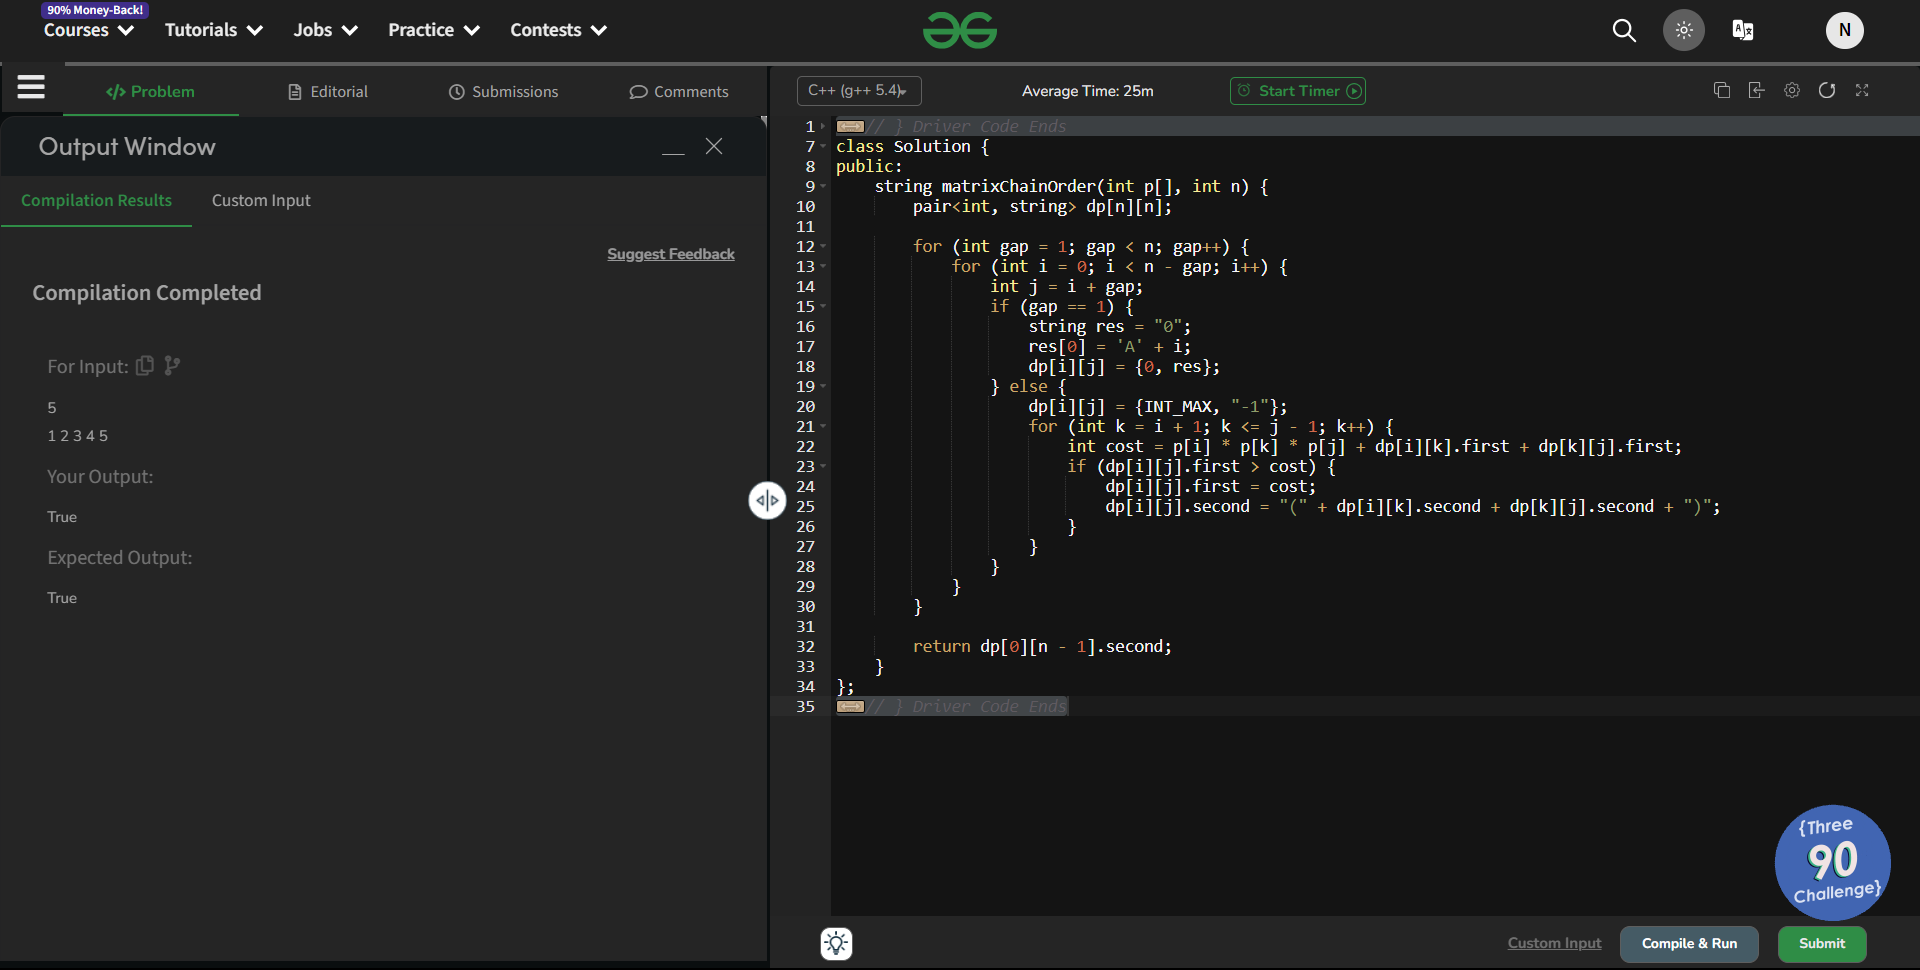 90% Money-Back!
Courses Tutorials Jobs Practice Contests
N
Problem Editorial Submissions Comments
C++ (g++ 5.4) Average Time: 25m Start Timer
Output Window
Compilation Results Custom Input
Suggest Feedback
Compilation Completed
For Input:
5
1 2 3 4 5
Your Output:
True
Expected Output:
True
1 // } Driver Code Ends
7 class Solution {
8 public:
9 string matrixChainOrder(int p[], int n) {
10 pair<int, string> dp[n][n];
11
12 for (int gap = 1; gap < n; gap++) {
13 for (int i = 0; i < n - gap; i++) {
14 int j = i + gap;
15 if (gap == 1) {
16 string res = "0";
17 res[0] = 'A' + i;
18 dp[i][j] = {0, res};
19 } else {
20 dp[i][j] = {INT_MAX, "-1"};
21 for (int k = i + 1; k <= j - 1; k++) {
22 int cost = p[i] * p[k] * p[j] + dp[i][k].first + dp[k][j].first;
23 if (dp[i][j].first > cost) {
24 dp[i][j].first = cost;
25 dp[i][j].second = "(" + dp[i][k].second + dp[k][j].second + ")";
26 }
27 }
28 }
29 }
30 }
31
32 return dp[0][n - 1].second;
33 }
34 };
35 // } Driver Code Ends
{Three
90
Challenge}
Custom Input Compile & Run Submit